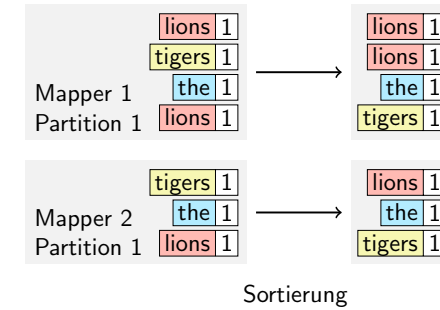 lions 1
tigers 1
the 1
lions 1
Mapper 1
Partition 1
lions 1
lions 1
the 1
tigers 1
tigers 1
the 1
lions 1
Mapper 2
Partition 1
lions 1
the 1
tigers 1
Sortierung